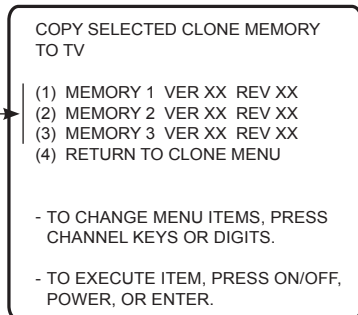 COPY SELECTED CLONE MEMORY
TO TV
(1) MEMORY 1 VER XX REV XX
(2) MEMORY 2 VER XX REV XX
(3) MEMORY 3 VER XX REV XX
(4) RETURN TO CLONE MENU
- TO CHANGE MENU ITEMS, PRESS
CHANNEL KEYS OR DIGITS.
- TO EXECUTE ITEM, PRESS ON/OFF,
POWER, OR ENTER.